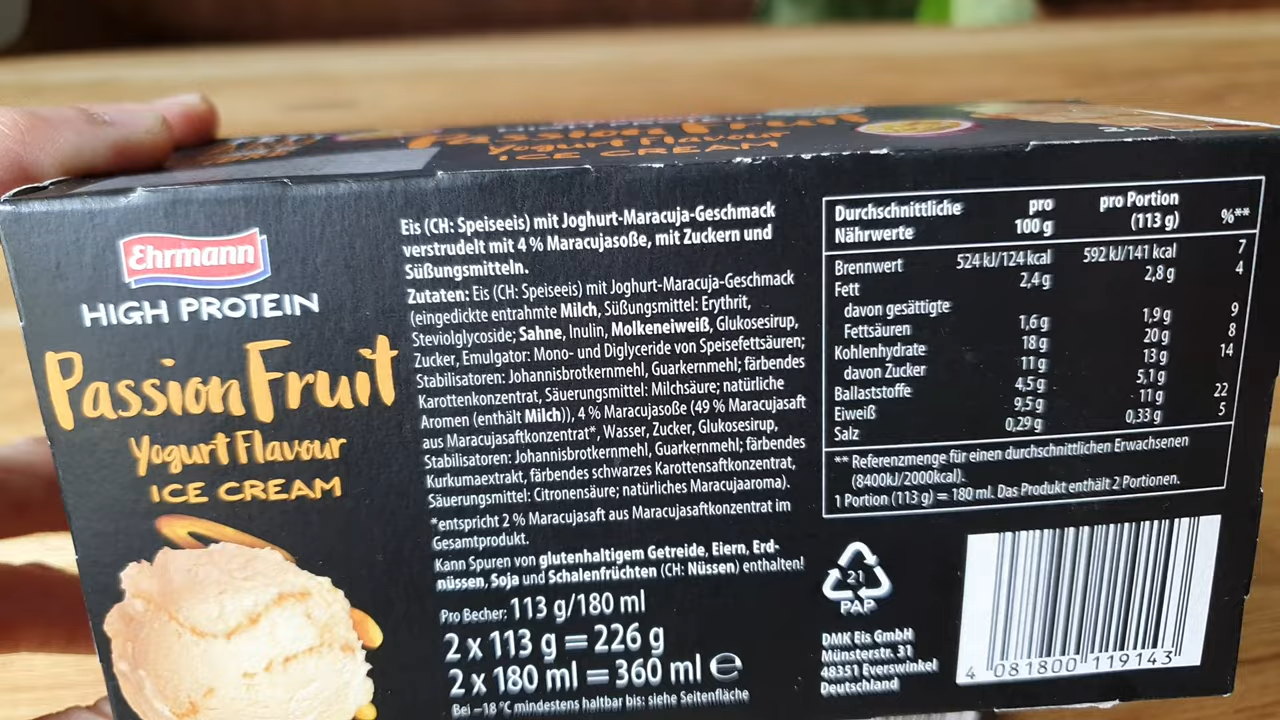 Passion Fruit
Yogurt Flavour
ICE CREAM
Ehrmann
HIGH PROTEIN
Passion Fruit
Yogurt Flavour
ICE CREAM
Eis (CH: Speiseeis) mit Joghurt-Maracuja-Geschmack
verstrudelt mit 4 % Maracujasoße, mit Zuckern und
Süßungsmitteln.
Zutaten: Eis (CH: Speiseeis) mit Joghurt-Maracuja-Geschmack
(eingedickte entrahmte Milch, Süßungsmittel: Erythrit,
Steviolglycoside; Sahne, Inulin, Molkeneiweiß, Glukosesirup,
Zucker, Emulgator: Mono- und Diglyceride von Speisefettsäuren;
Stabilisatoren: Johannisbrotkernmehl, Guarkernmehl; färbendes
Karottenkonzentrat, Säuerungsmittel: Milchsäure; natürliche
Aromen (enthält Milch)), 4 % Maracujasoße (49 % Maracujasaft
aus Maracujasaftkonzentrat*, Wasser, Zucker, Glukosesirup,
Stabilisatoren: Johannisbrotkernmehl, Guarkernmehl; färbendes
Kurkumaextrakt, färbendes schwarzes Karottensaftkonzentrat,
Säuerungsmittel: Citronensäure; natürliches Maracujaaroma).
*entspricht 2 % Maracujasaft aus Maracujasaftkonzentrat im
Gesamtprodukt.
Kann Spuren von glutenhaltigem Getreide, Eiern, Erd-
nüssen, Soja und Schalenfrüchten (CH: Nüssen) enthalten!
Pro Becher: 113 g/180 ml
2 x 113 g = 226 g
2 x 180 ml = 360 ml ℮
Bei –18 °C mindestens haltbar bis: siehe Seitenfläche
Durchschnittliche Nährwerte pro 100 g pro Portion (113 g) %**
Brennwert 524 kJ/124 kcal 592 kJ/141 kcal 7
Fett 2,4 g 2,8 g 4
davon gesättigte
Fettsäuren 1,6 g 1,9 g 9
Kohlenhydrate 18 g 20 g 8
davon Zucker 11 g 13 g 14
Ballaststoffe 4,5 g 5,1 g
Eiweiß 9,5 g 11 g 22
Salz 0,29 g 0,33 g 5
** Referenzmenge für einen durchschnittlichen Erwachsenen
(8400kJ/2000kcal).
1 Portion (113 g) = 180 ml. Das Produkt enthält 2 Portionen.
21
PAP
DMK Eis GmbH
Münsterstr. 31
48351 Everswinkel
Deutschland
4 081800 119143